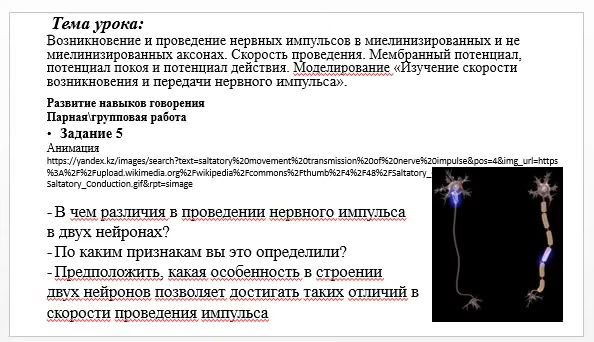 Тема урока:
Возникновение и проведение нервных импульсов в миелинизированных и не
миелинизированных аксонах. Скорость проведения. Мембранный потенциал,
потенциал покоя и потенциал действия. Моделирование «Изучение скорости
возникновения и передачи нервного импульса».
Развитие навыков говорения
Парная\групповая работа
• Задание 5
Анимация
https://yandex.kz/images/search?text=saltatory%20movement%20transmission%20of%20nerve%20impulse&pos=4&img_url=https
%3A%2F%2Fupload.wikimedia.org%2Fwikipedia%2Fcommons%2Fthumb%2F4%2F48%2FSaltatory_
Saltatory_Conduction.gif&rpt=simage
- В чем различия в проведении нервного импульса
в двух нейронах?
- По каким признакам вы это определили?
- Предположить, какая особенность в строении
двух нейронов позволяет достигать таких отличий в
скорости проведения импульса